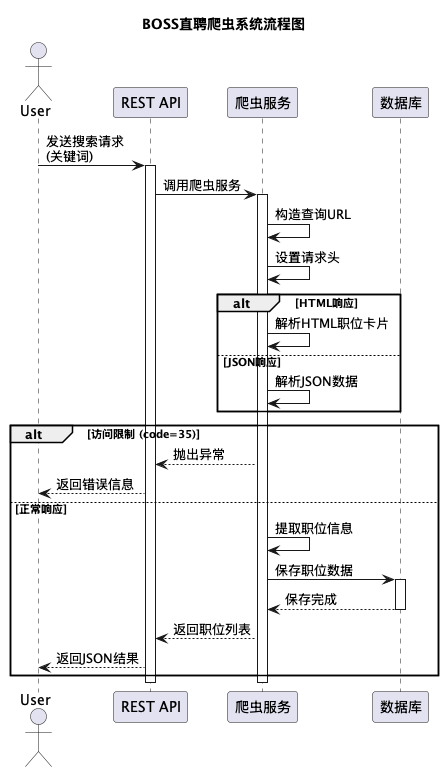 BOSS直聘爬虫系统流程图
User
REST API
爬虫服务
数据库
发送搜索请求
(关键词)
调用爬虫服务
构造查询URL
设置请求头
alt
[HTML响应]
解析HTML职位卡片
[JSON响应]
解析JSON数据
alt
[访问限制 (code=35)]
抛出异常
返回错误信息
[正常响应]
提取职位信息
保存职位数据
保存完成
返回职位列表
返回JSON结果
User
REST API
爬虫服务
数据库